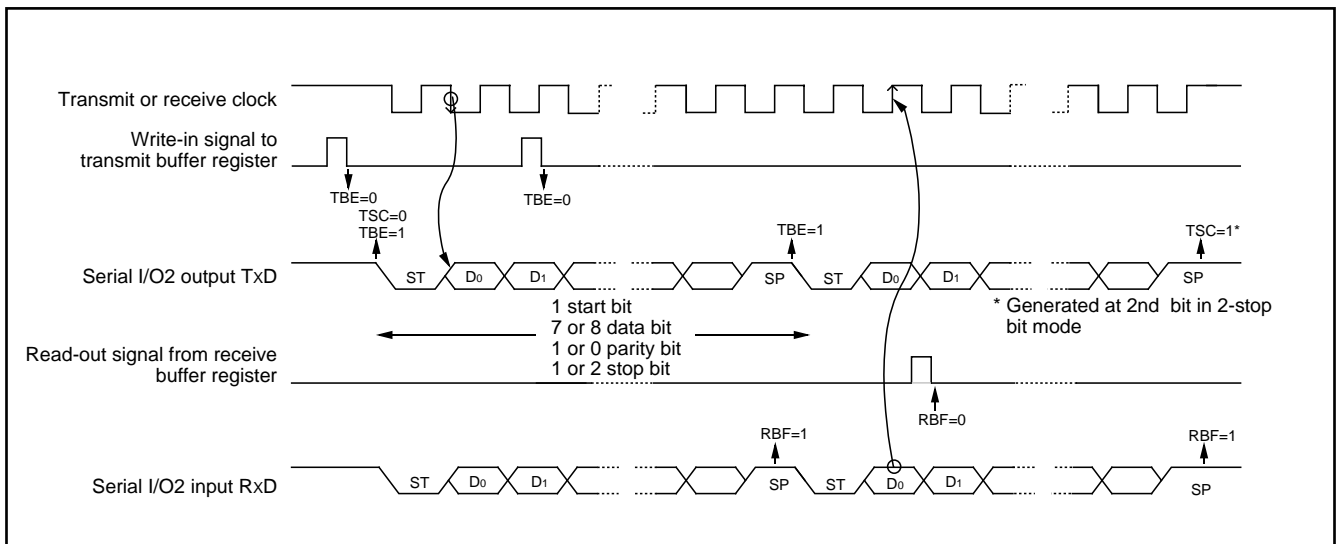 Transmit or receive clock
Write-in signal to
transmit buffer register
TBE=0
TSC=0
TBE=1
TBE=0
TBE=1
TSC=1*
Serial I/O2 output TxD
ST
D0
D1
SP
ST
D0
D1
SP
1 start bit
7 or 8 data bit
1 or 0 parity bit
1 or 2 stop bit
* Generated at 2nd bit in 2-stop
bit mode
Read-out signal from receive
buffer register
RBF=0
RBF=1
RBF=1
Serial I/O2 input RxD
ST
D0
D1
SP
ST
D0
D1
SP